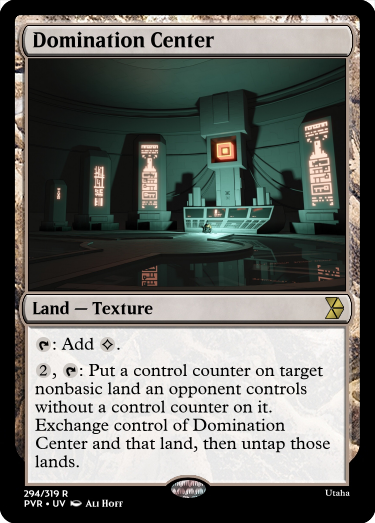 Domination Center
Land — Texture
T: Add C.
2, T: Put a control counter on target
nonbasic land an opponent controls
without a control counter on it.
Exchange control of Domination
Center and that land, then untap those
lands.
294/319 R
Utaha
PVR • UV Ali Hoff